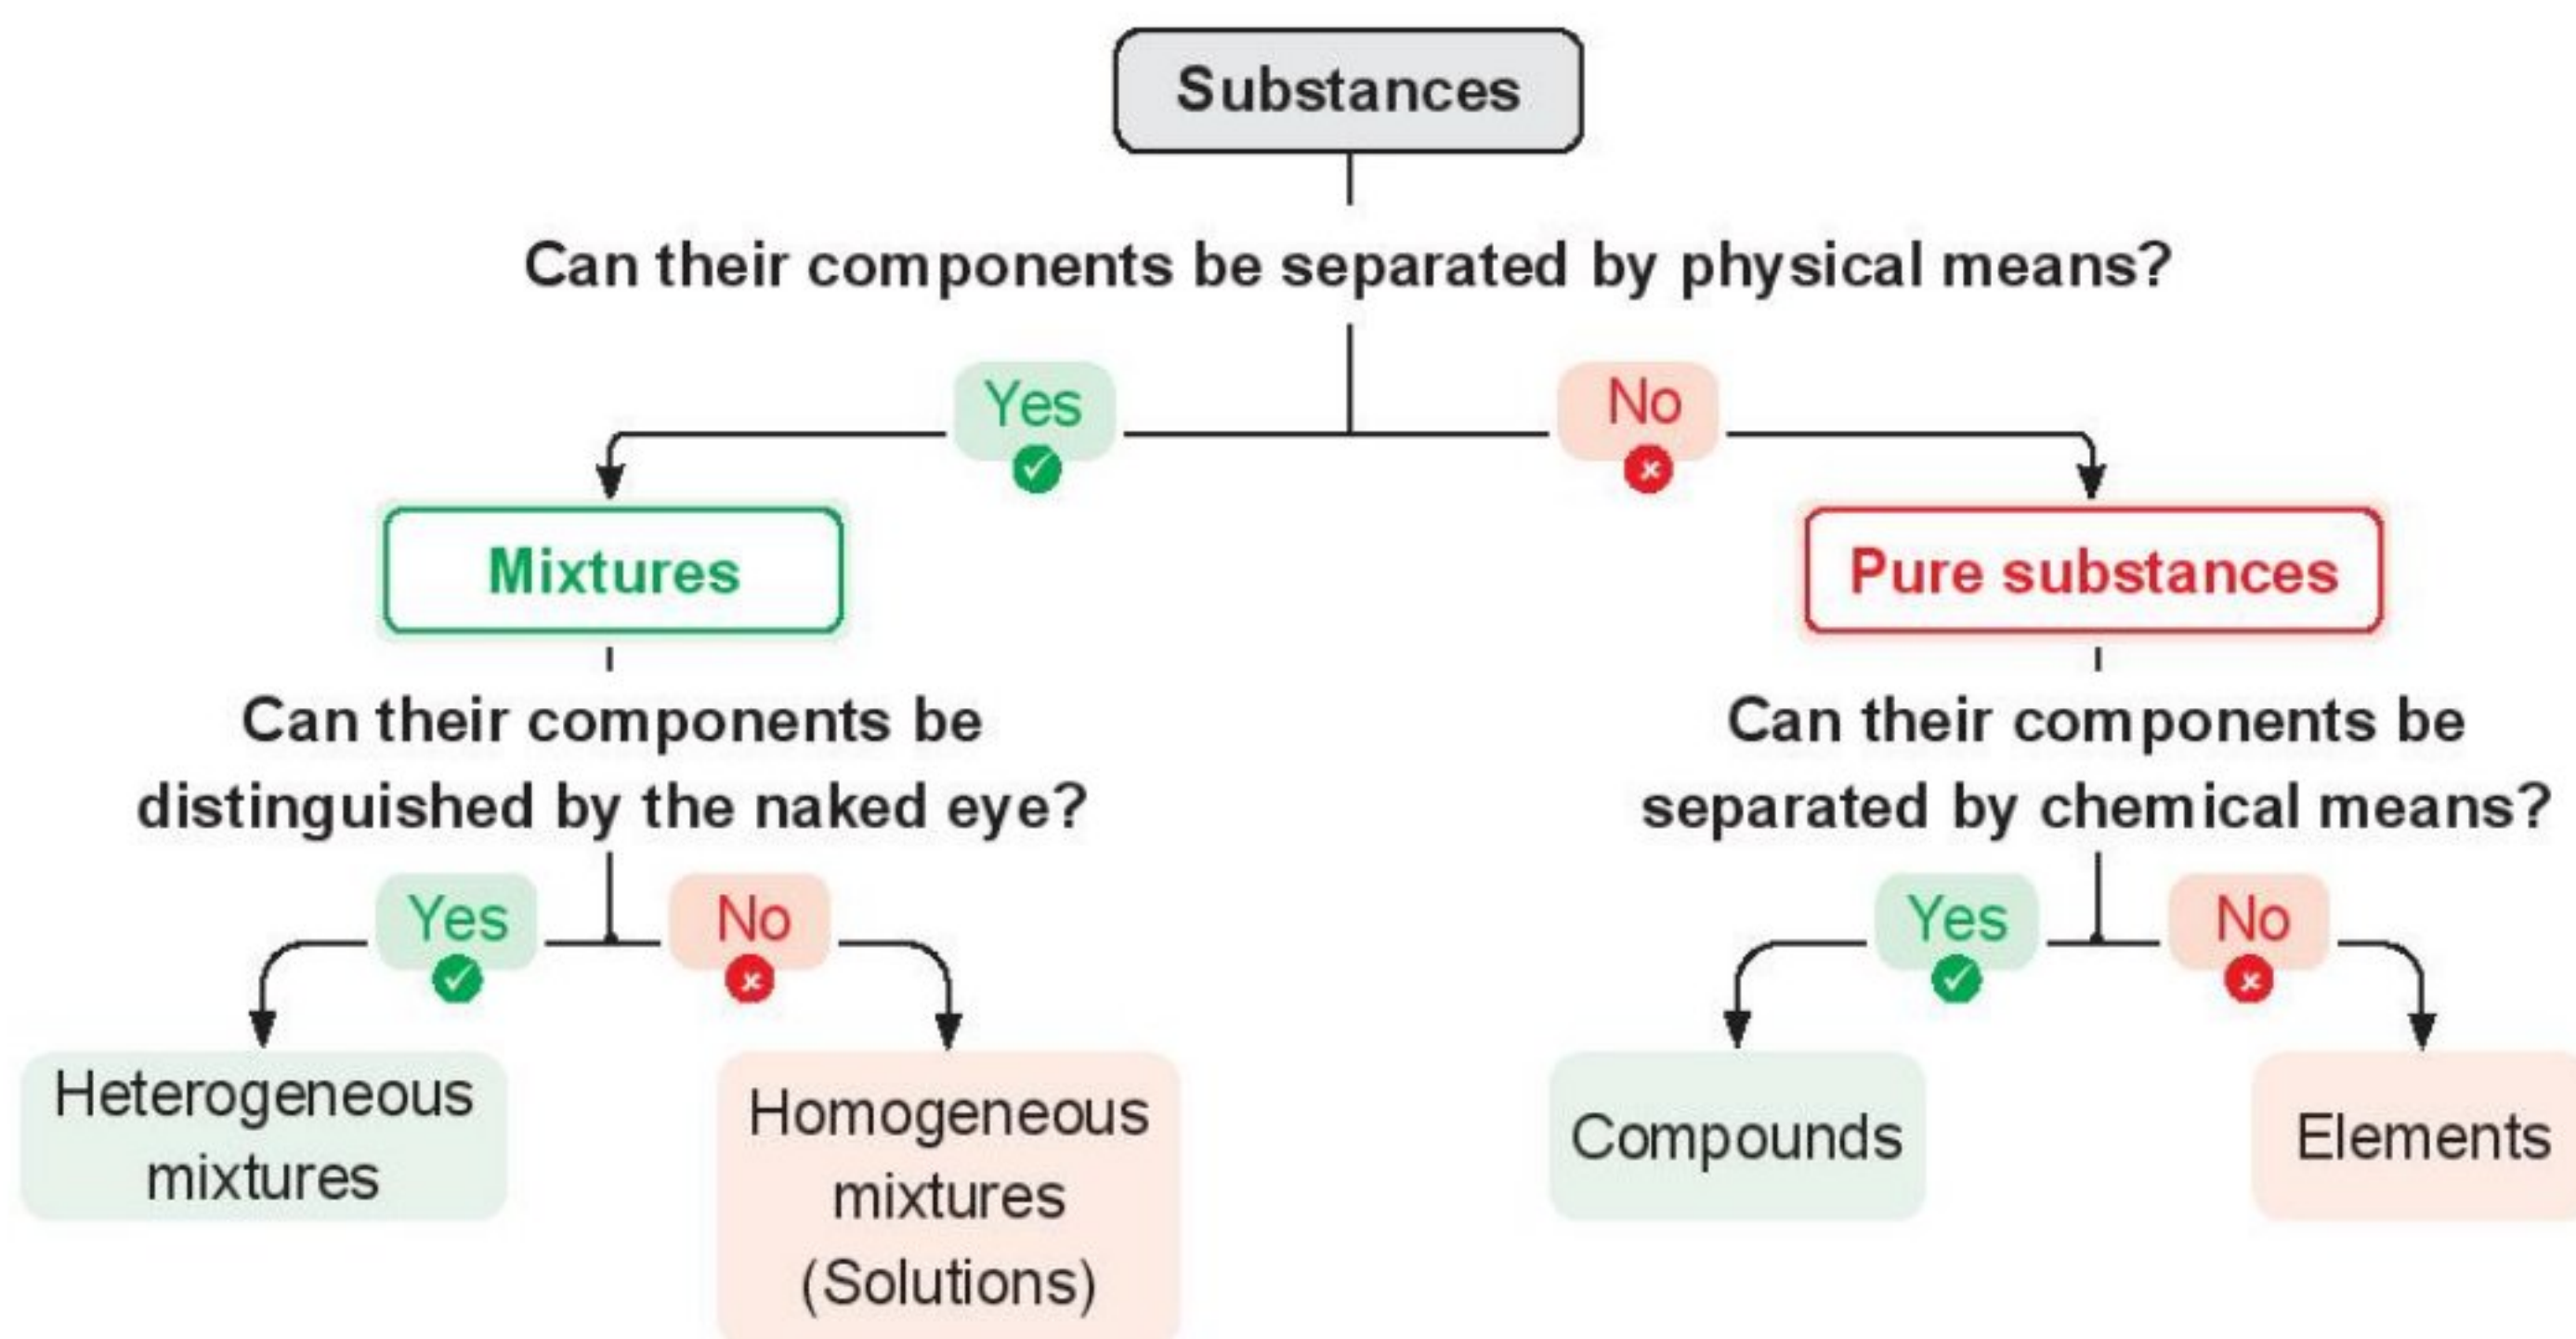 Substances
Can their components be separated by physical means?
Yes
No
Mixtures
Pure substances
Can their components be
distinguished by the naked eye?
Can their components be
separated by chemical means?
Yes
No
Yes
No
Heterogeneous
mixtures
Homogeneous
mixtures
(Solutions)
Compounds
Elements